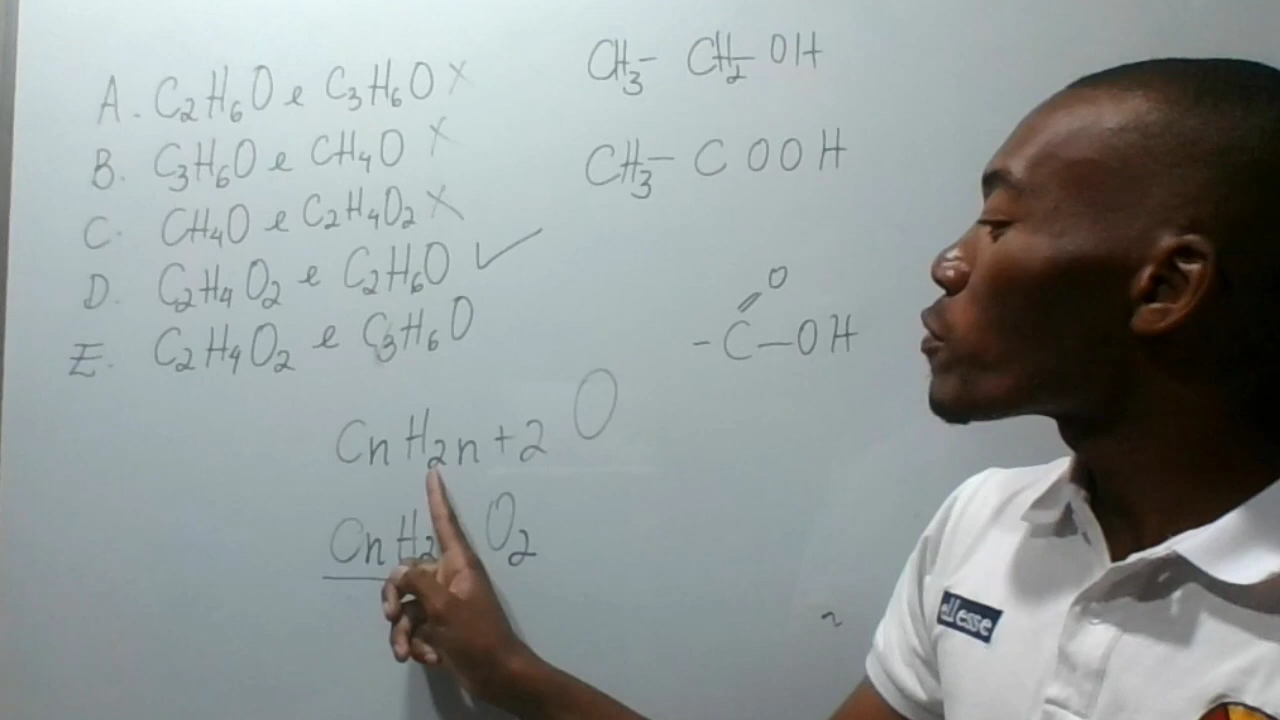 A. C2H6O e C3H6O X
B. C3H6O e CH4O X
C. CH4O e C2H4O2 X
D. C2H4O2 e C2H6O ✓
E. C2H4O2 e C3H6O
CnH2n+2 O
CnH2 O2
CH3- CH2-OH
CH3- COOH
O
-C-OH
ellesse